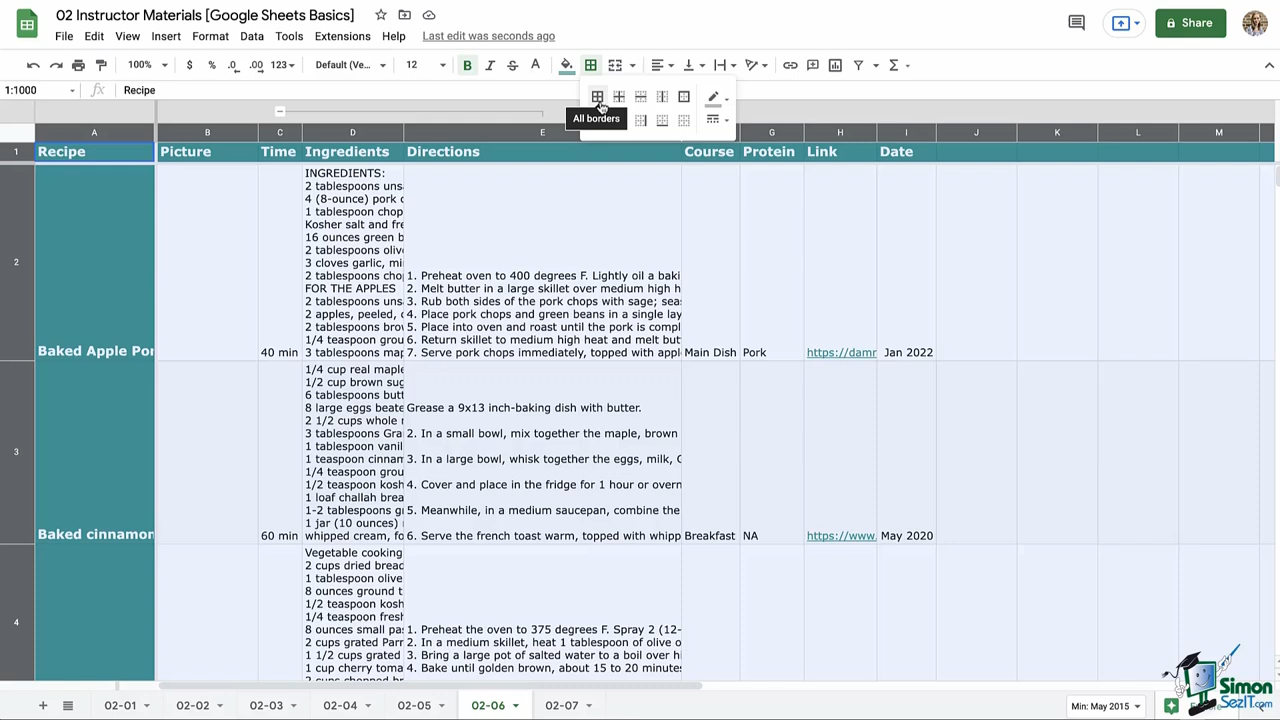 02 Instructor Materials [Google Sheets Basics]
File Edit View Insert Format Data Tools Extensions Help Last edit was seconds ago
Share
100% $ % .0 .00 123 Default (Ve... 12 B I S A
1:1000 fx Recipe
All borders
A B C D E G H I J K L M
1 Recipe Picture Time Ingredients Directions Course Protein Link Date
INGREDIENTS:
2 tablespoons uns
4 (8-ounce) pork c
1 tablespoon chop
Kosher salt and fre
16 ounces green b
2 tablespoons oliv
3 cloves garlic, mi
2 tablespoons cho 1. Preheat oven to 400 degrees F. Lightly oil a baki
FOR THE APPLES 2. Melt butter in a large skillet over medium high h
2 tablespoons uns 3. Rub both sides of the pork chops with sage; sea
2 apples, peeled, c 4. Place pork chops and green beans in a single lay
2 tablespoons brov 5. Place into oven and roast until the pork is compl
1/4 teaspoon grou 6. Return skillet to medium high heat and melt but
2 Baked Apple Por 40 min 3 tablespoons map 7. Serve pork chops immediately, topped with appl Main Dish Pork https://damr Jan 2022
1/4 cup real maple
1/2 cup brown sug
6 tablespoons butt
8 large eggs beate Grease a 9x13 inch-baking dish with butter.
2 1/2 cups whole r
3 tablespoons Gra 2. In a small bowl, mix together the maple, brown
1 tablespoon vanil
1 teaspoon cinnam 3. In a large bowl, whisk together the eggs, milk, G
1/4 teaspoon grou
1/2 teaspoon kosh 4. Cover and place in the fridge for 1 hour or overn
1 loaf challah brea
1-2 tablespoons gr 5. Meanwhile, in a medium saucepan, combine the
1 jar (10 ounces)
3 Baked cinnamon 60 min whipped cream, fo 6. Serve the french toast warm, topped with whipp Breakfast NA https://www. May 2020
Vegetable cooking
2 cups dried bread
1 tablespoon olive
8 ounces ground t
1/2 teaspoon kosh
1/4 teaspoon fresh
4 8 ounces small pas 1. Preheat the oven to 375 degrees F. Spray 2 (12-
2 cups grated Parr 2. In a medium skillet, heat 1 tablespoon of olive o
1 1/2 cups grated 3. Bring a large pot of salted water to a boil over hi
1 cup cherry toma 4. Bake until golden brown, about 15 to 20 minutes
02-01 02-02 02-03 02-04 02-05 02-06 02-07 Min: May 2015
Simon
SezIT.com